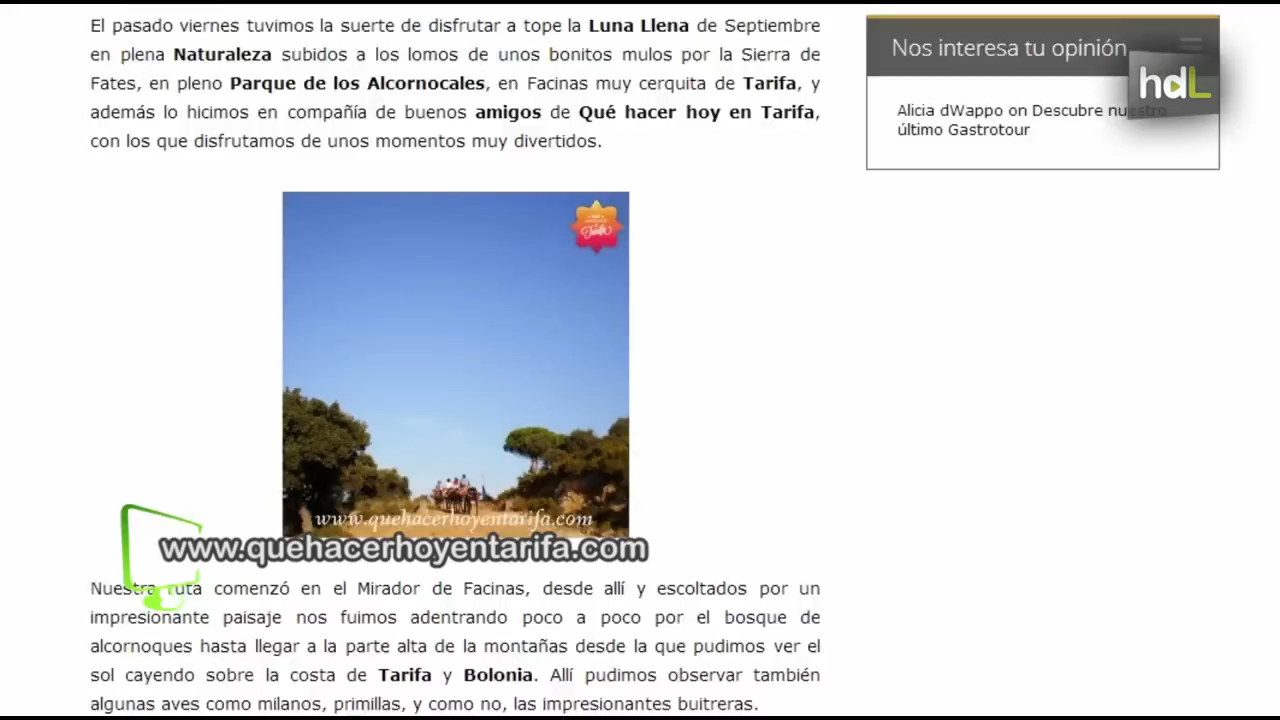 El pasado viernes tuvimos la suerte de disfrutar a tope la Luna Llena de Septiembre
en plena Naturaleza subidos a los lomos de unos bonitos mulos por la Sierra de
Fates, en pleno Parque de los Alcornocales, en Facinas muy cerquita de Tarifa, y
además lo hicimos en compañía de buenos amigos de Qué hacer hoy en Tarifa,
con los que disfrutamos de unos momentos muy divertidos.
Nos interesa tu opinión
hdL
Alicia dWappo on Descubre nuestro
último Gastrotour
Tarifa
www.quehacerhoyentarifa.com
www.quehacerhoyentarifa.com
Nuestra ruta comenzó en el Mirador de Facinas, desde allí y escoltados por un
impresionante paisaje nos fuimos adentrando poco a poco por el bosque de
alcornoques hasta llegar a la parte alta de la montañas desde la que pudimos ver el
sol cayendo sobre la costa de Tarifa y Bolonia. Allí pudimos observar también
algunas aves como milanos, primillas, y como no, las impresionantes buitreras.